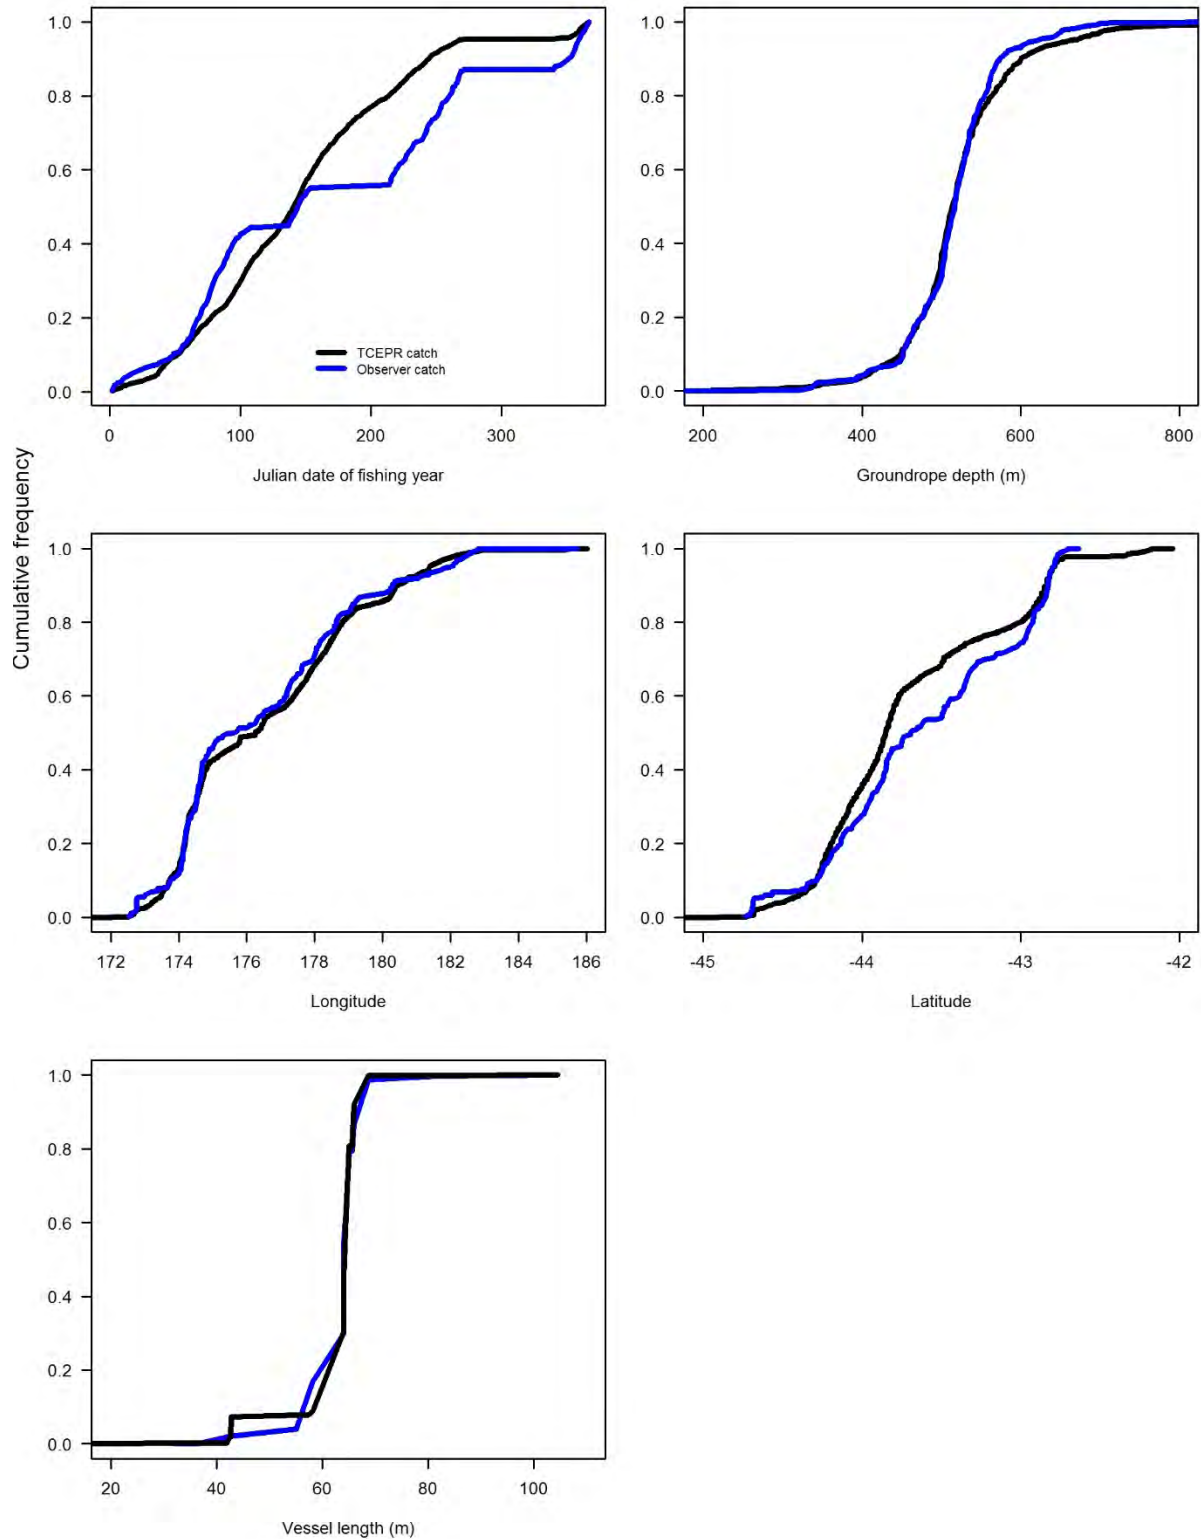 1.0
0.8
0.6
0.4
0.2
0.0
TCEPR catch
Observer catch
0 100 200 300
Julian date of fishing year
200 400 600 800
Groundrope depth (m)
Cumulative frequency
1.0
0.8
0.6
0.4
0.2
0.0
1.0
0.8
0.6
0.4
0.2
0.0
172 174 176 178 180 182 184 186
Longitude
1.0
0.8
0.6
0.4
0.2
0.0
-45 -44 -43 -42
Latitude
1.0
0.8
0.6
0.4
0.2
0.0
20 40 60 80 100
Vessel length (m)